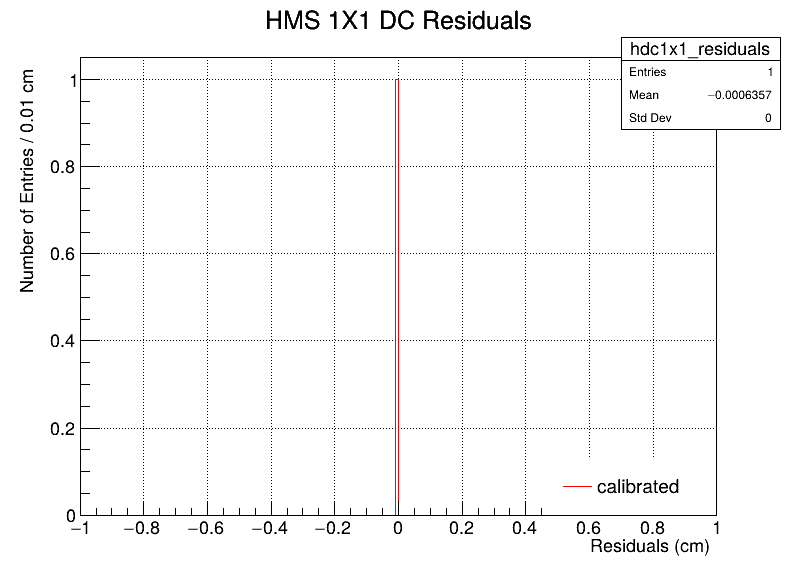 HMS 1X1 DC Residuals
hdc1x1_residuals
Entries 1
Mean −0.0006357
Std Dev 0
Number of Entries / 0.01 cm
1
0.8
0.6
0.4
0.2
0
−1 −0.8 −0.6 −0.4 −0.2 0 0.2 0.4 0.6 0.8 1
calibrated
Residuals (cm)